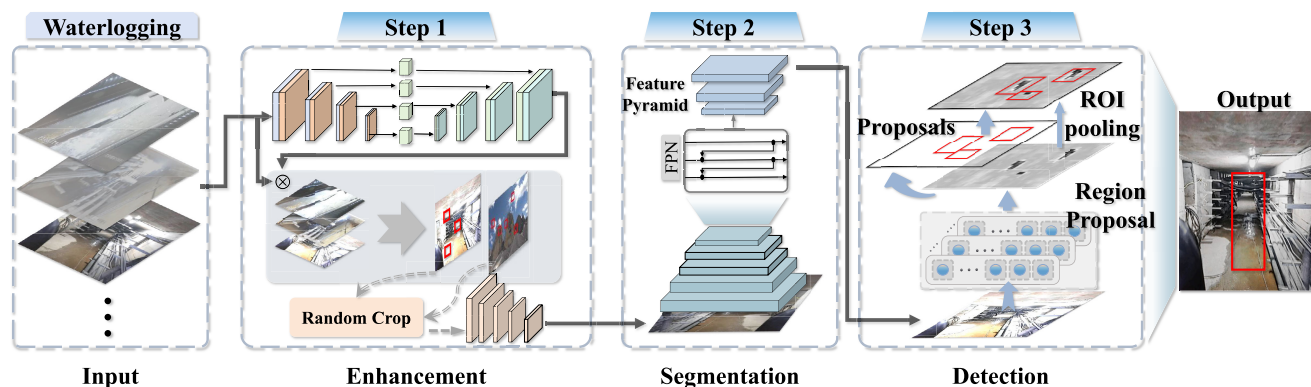 Waterlogging
Step 1
Step 2
Step 3
Feature
Pyramid
FPN
Random Crop
Proposals
ROI
pooling
Region
Proposal
Output
Input
Enhancement
Segmentation
Detection